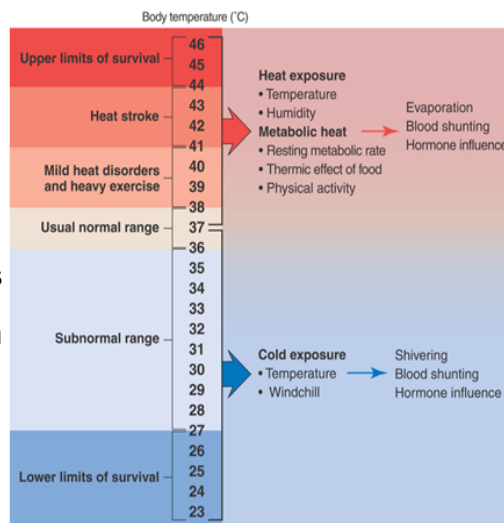 Body temperature (˚C)
Upper limits of survival
46
45
44
Heat stroke
43
42
41
Mild heat disorders
and heavy exercise
40
39
38
Usual normal range
37
36
Subnormal range
35
34
33
32
31
30
29
28
27
Lower limits of survival
26
25
24
23
Heat exposure
• Temperature
• Humidity
Metabolic heat
• Resting metabolic rate
• Thermic effect of food
• Physical activity
Evaporation
Blood shunting
Hormone influence
Cold exposure
• Temperature
• Windchill
Shivering
Blood shunting
Hormone influence
s